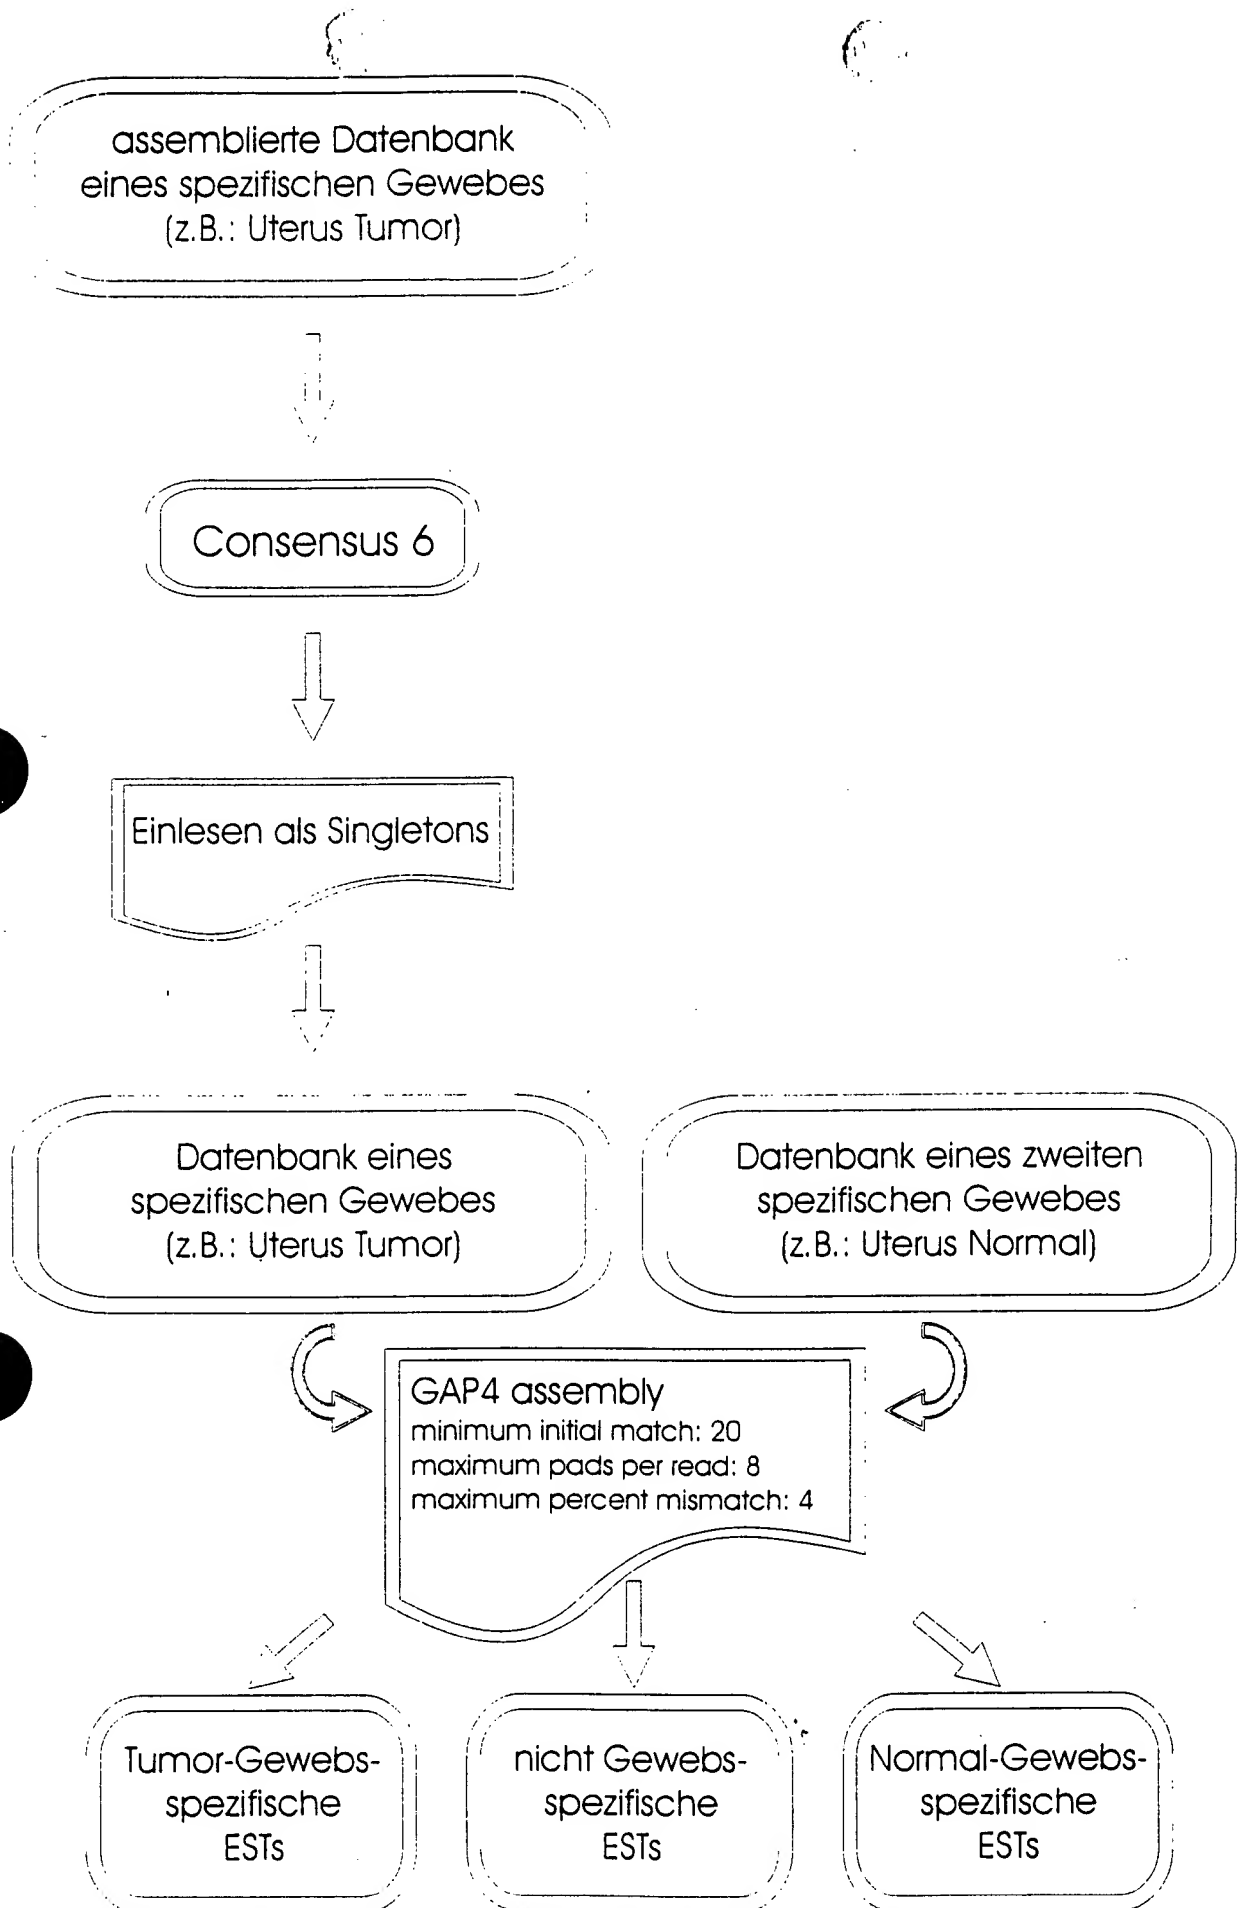 assemblierte Datenbank
eines spezifischen Gewebes
(z.B.: Uterus Tumor)
Consensus 6
Einlesen als Singletons
Datenbank eines
spezifischen Gewebes
(z.B.: Uterus Tumor)
Datenbank eines zweiten
spezifischen Gewebes
(z.B.: Uterus Normal)
GAP4 assembly
minimum initial match: 20
maximum pads per read: 8
maximum percent mismatch: 4
Tumor-Gewebs-
spezifische
ESTs
nicht Gewebs-
spezifische
ESTs
Normal-Gewebs-
spezifische
ESTs